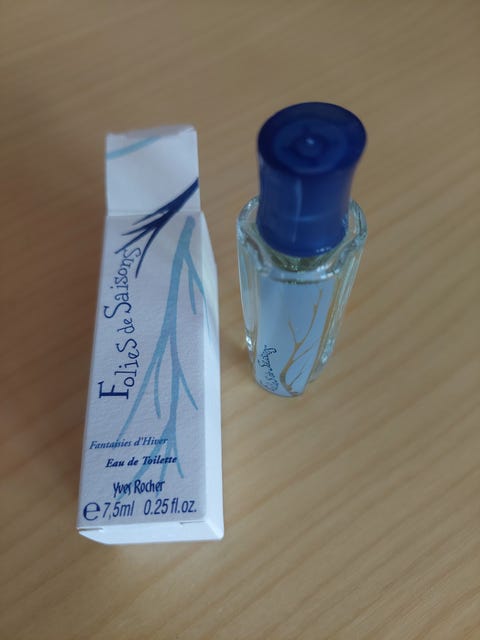 Folies de Saisons
Fantaisies d'Hiver
Eau de Toilette
Yves Rocher
e 7,5ml 0.25 fl.oz.